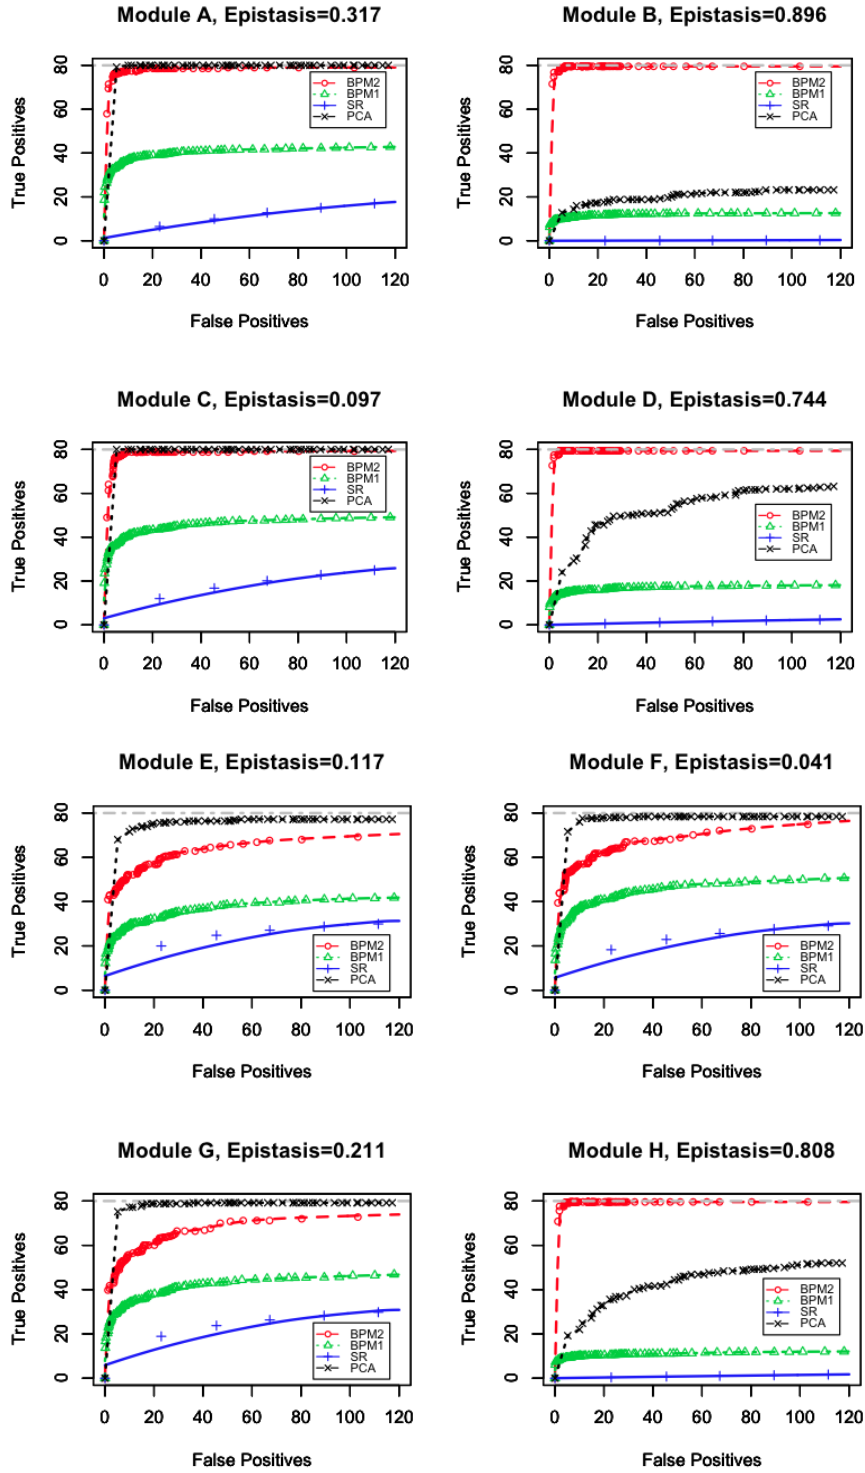 Module A, Epistasis=0.317
True Positives
80
60
40
20
0
BPM2
BPM1
SR
PCA
0 20 40 60 80 100 120
False Positives
Module B, Epistasis=0.896
True Positives
80
60
40
20
0
BPM2
BPM1
SR
PCA
0 20 40 60 80 100 120
False Positives
Module C, Epistasis=0.097
True Positives
80
60
40
20
0
BPM2
BPM1
SR
PCA
0 20 40 60 80 100 120
False Positives
Module D, Epistasis=0.744
True Positives
80
60
40
20
0
BPM2
BPM1
SR
PCA
0 20 40 60 80 100 120
False Positives
Module E, Epistasis=0.117
True Positives
80
60
40
20
0
BPM2
BPM1
SR
PCA
0 20 40 60 80 100 120
False Positives
Module F, Epistasis=0.041
True Positives
80
60
40
20
0
BPM2
BPM1
SR
PCA
0 20 40 60 80 100 120
False Positives
Module G, Epistasis=0.211
True Positives
80
60
40
20
0
BPM2
BPM1
SR
PCA
0 20 40 60 80 100 120
False Positives
Module H, Epistasis=0.808
True Positives
80
60
40
20
0
BPM2
BPM1
SR
PCA
0 20 40 60 80 100 120
False Positives